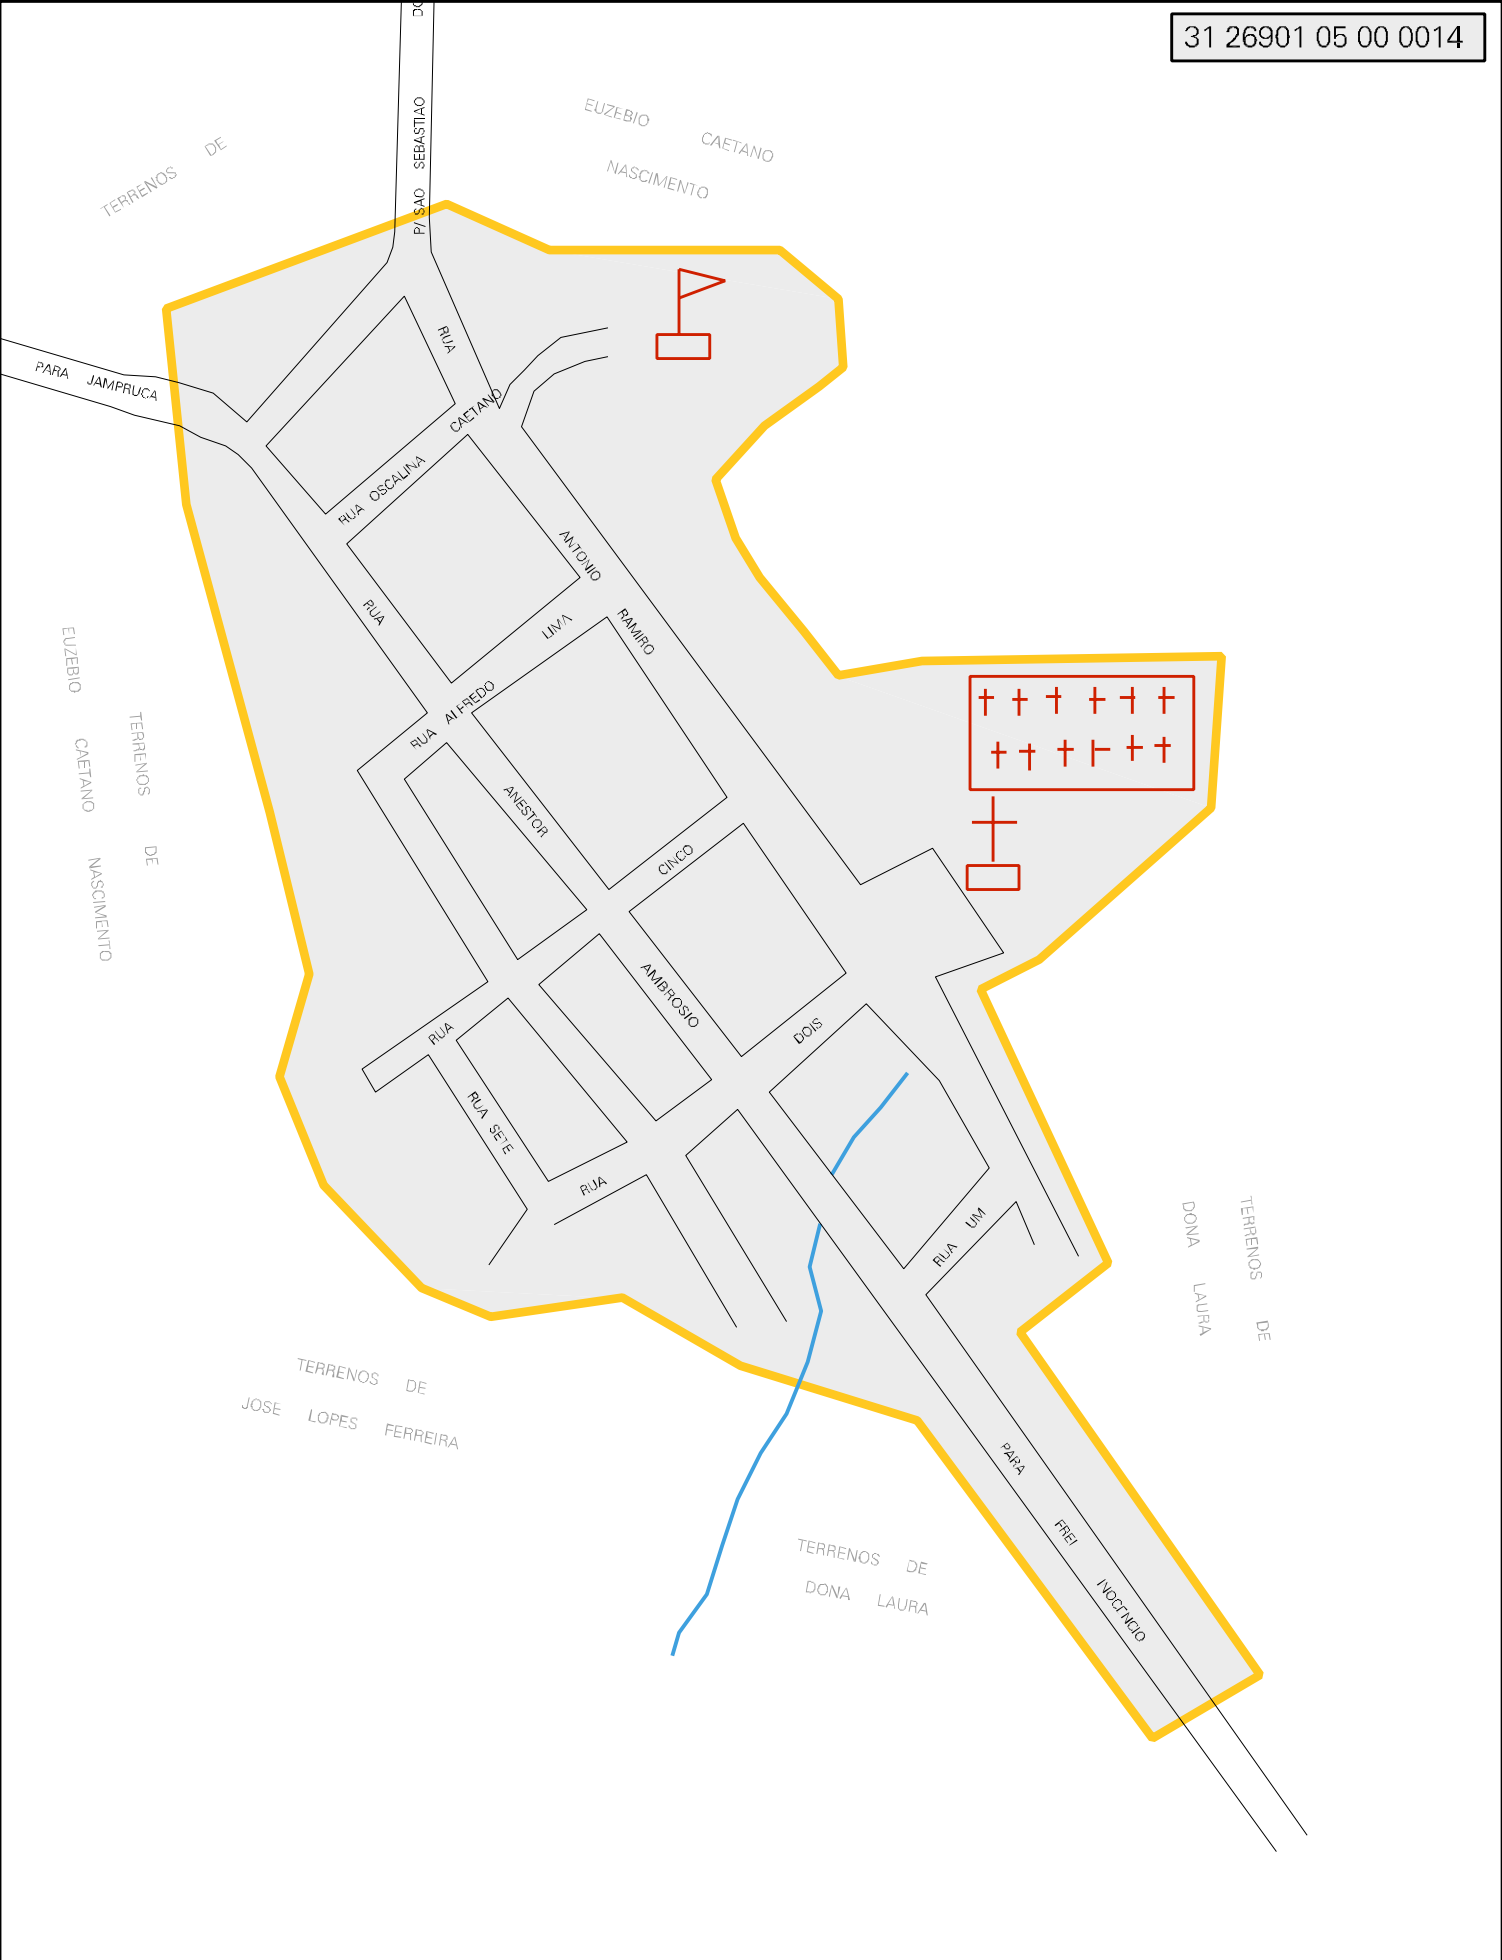 31 26901 05 00 0014
DO
P/ SAO SEBASTIAO
EUZEBIO CAETANO
NASCIMENTO
TERRENOS DE
PARA JAMPRUCA
RUA
ANTONIO
RAMIRO
RUA OSCALINA CAETANO
RUA
ANESTOR
AMBROSIO
RUA ALFREDO LIMA
RUA CINCO
RUA DOIS
RUA SETE
RUA UM
TERRENOS DE
EUZEBIO CAETANO NASCIMENTO
TERRENOS DE
DONA LAURA
TERRENOS DE
JOSE LOPES FERREIRA
TERRENOS DE
DONA LAURA
PARA FREI INOCENCIO